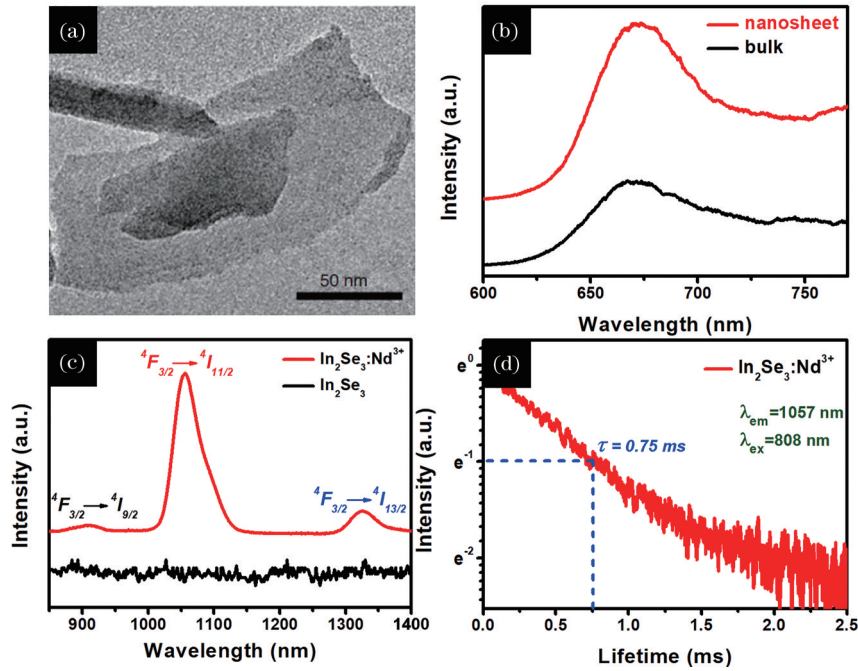 (a)
50 nm
(b)
nanosheet
bulk
Intensity (a.u.)
600 650 700 750
Wavelength (nm)
(c)
⁴F₃/₂ → ⁴I₁₁/₂
In₂Se₃:Nd³⁺
In₂Se₃
⁴F₃/₂ → ⁴I₉/₂
⁴F₃/₂ → ⁴I₁₃/₂
Intensity (a.u.)
900 1000 1100 1200 1300 1400
Wavelength (nm)
(d)
In₂Se₃:Nd³⁺
λem=1057 nm
λex=808 nm
τ = 0.75 ms
e⁰
e⁻¹
e⁻²
Intensity (a.u.)
0.0 0.5 1.0 1.5 2.0 2.5
Lifetime (ms)